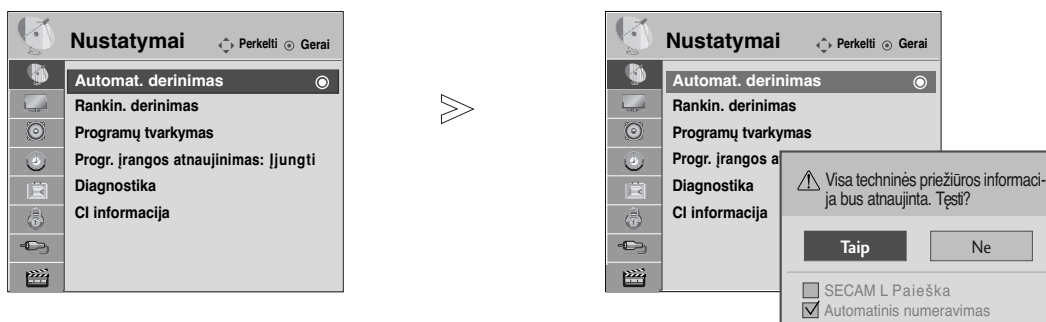 Nustatymai Perkelti Gerai
Automat. derinimas
Rankin. derinimas
Programų tvarkymas
Progr. įrangos atnaujinimas: Įjungti
Diagnostika
CI informacija
Nustatymai Perkelti Gerai
Automat. derinimas
Rankin. derinimas
Programų tvarkymas
Progr. įrangos a
Diagnostika
CI informacija
Visa techninės priežiūros informaci-
ja bus atnaujinta. Tęsti?
Taip Ne
SECAM L Paieška
Automatinis numeravimas